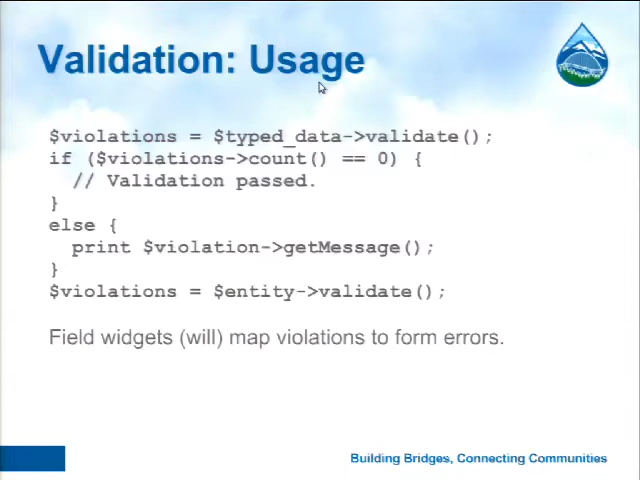 Validation: Usage
$violations = $typed_data->validate();
if ($violations->count() == 0) {
  // Validation passed.
}
else {
  print $violation->getMessage();
}
$violations = $entity->validate();
Field widgets (will) map violations to form errors.
Building Bridges, Connecting Communities